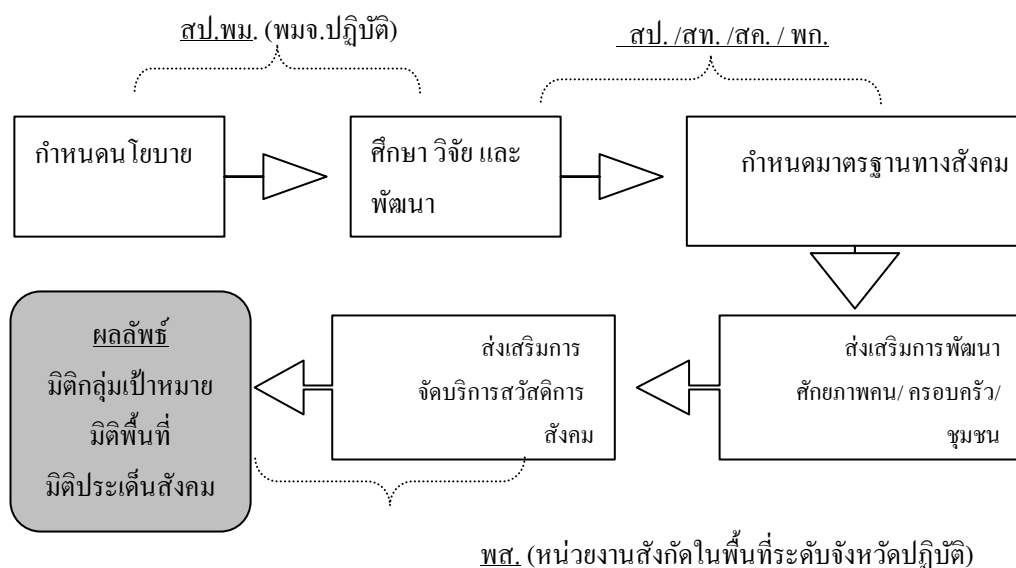 สป.พม. (พมจ.ปฏิบัติ)
สป. /สท. /สค. / พก.
กำหนดนโยบาย
ศึกษา วิจัย และ
พัฒนา
กำหนดมาตรฐานทางสังคม
ส่งเสริมการพัฒนา
ศักยภาพคน/ ครอบครัว/
ชุมชน
ส่งเสริมการ
จัดบริการสวัสดิการ
สังคม
ผลลัพธ์
มิติกลุ่มเป้าหมาย
มิติพื้นที่
มิติประเด็นสังคม
พส. (หน่วยงานสังกัดในพื้นที่ระดับจังหวัดปฏิบัติ)